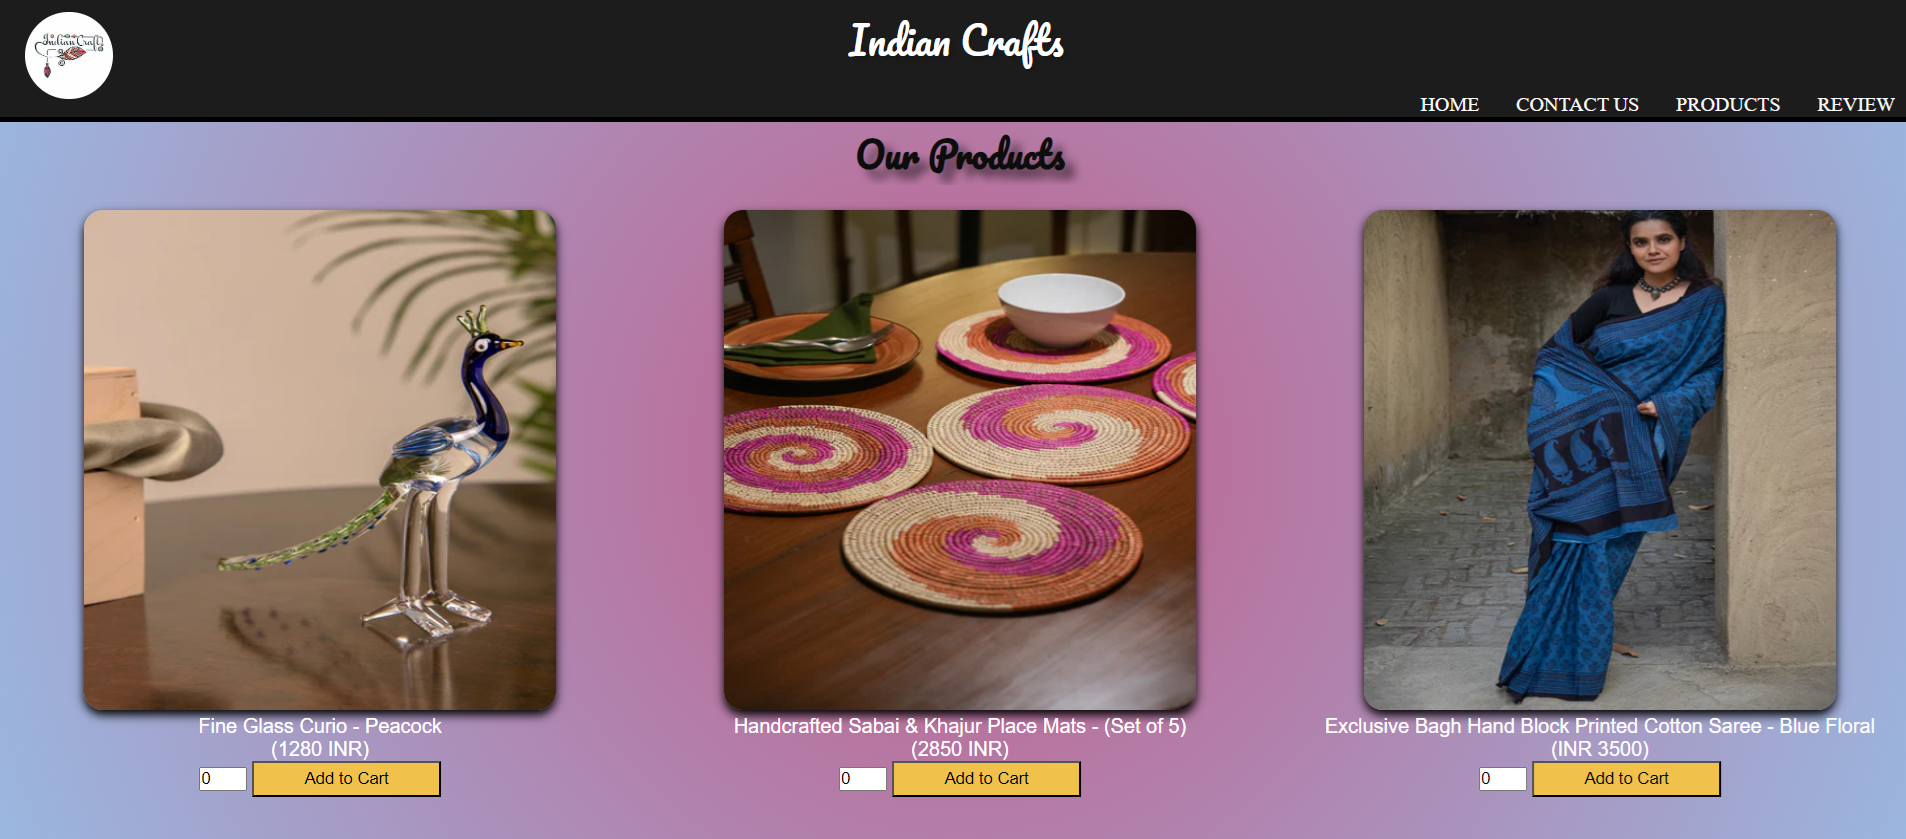 Indian Crafts
Indian Crafts
HOME CONTACT US PRODUCTS REVIEW
Our Products
Fine Glass Curio - Peacock
(1280 INR)
0 Add to Cart
Handcrafted Sabai & Khajur Place Mats - (Set of 5)
(2850 INR)
0 Add to Cart
Exclusive Bagh Hand Block Printed Cotton Saree - Blue Floral
(INR 3500)
0 Add to Cart